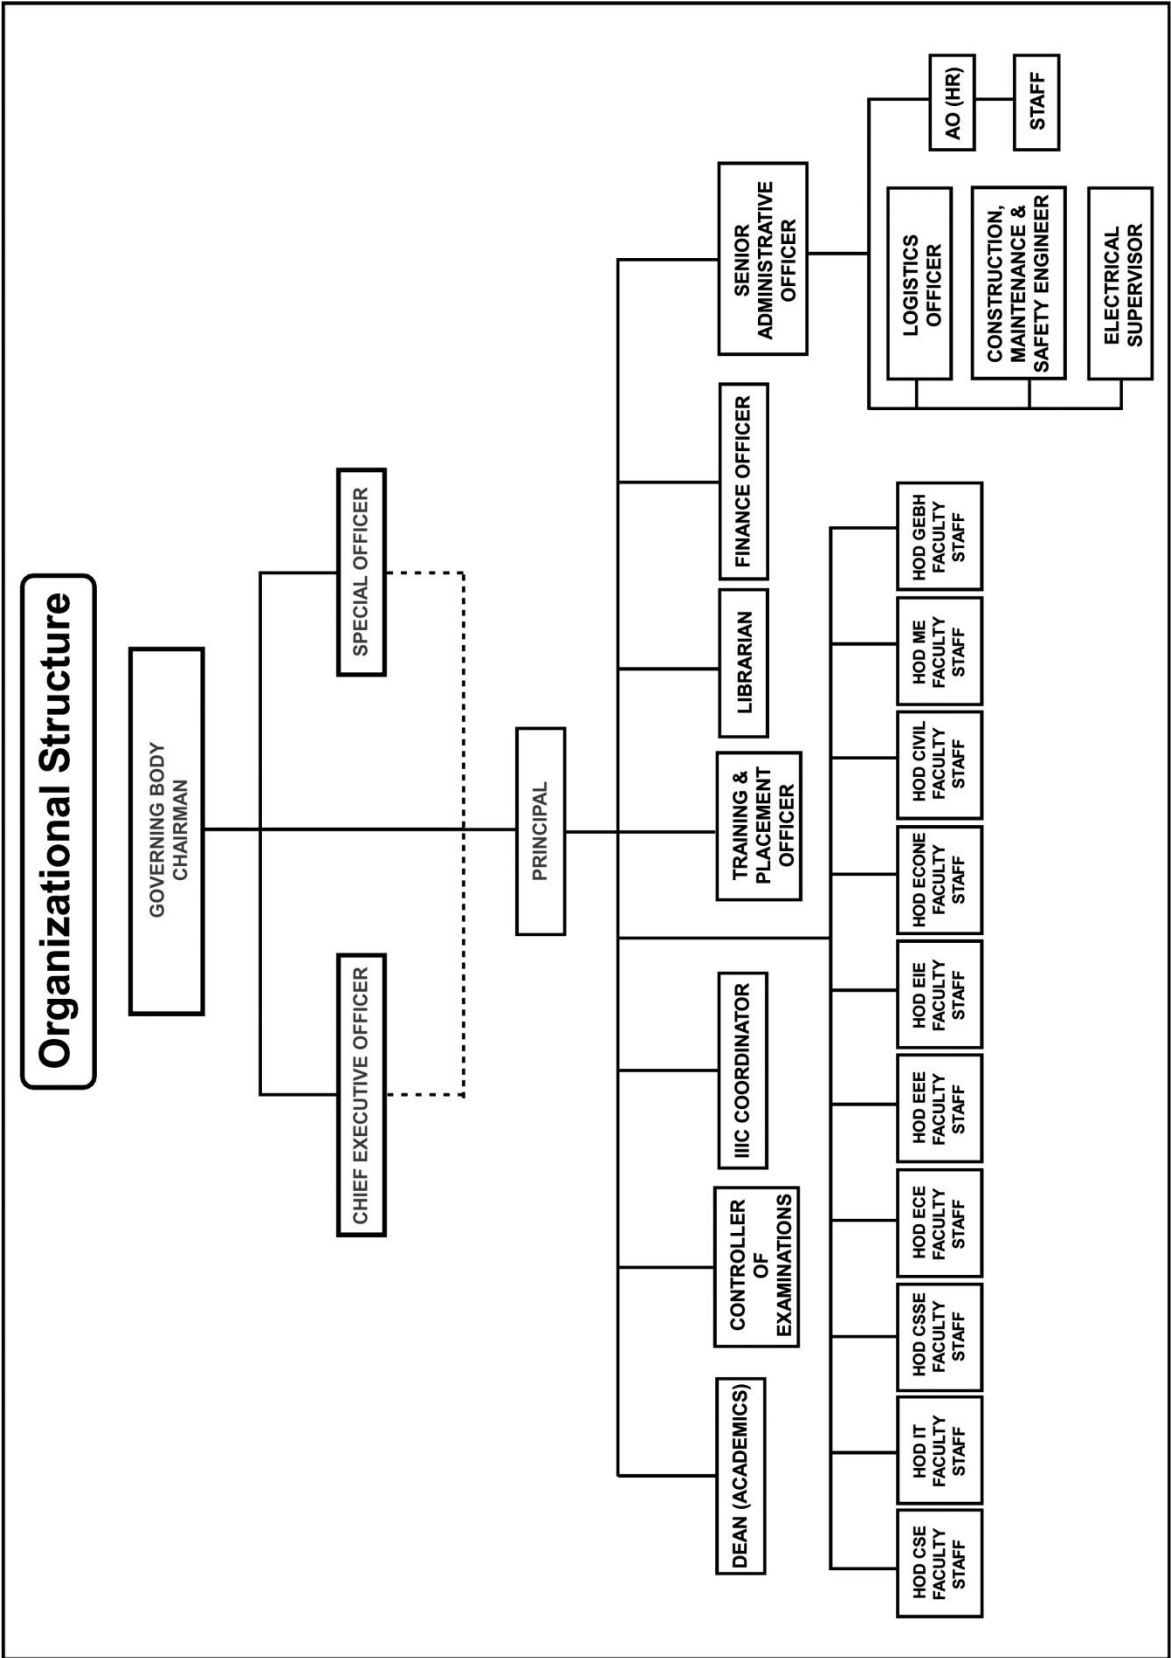 Organizational Structure
GOVERNING BODY
CHAIRMAN
CHIEF EXECUTIVE OFFICER
SPECIAL OFFICER
PRINCIPAL
DEAN (ACADEMICS)
CONTROLLER
OF
EXAMINATIONS
IIIC COORDINATOR
TRAINING &
PLACEMENT
OFFICER
LIBRARIAN
FINANCE OFFICER
SENIOR
ADMINISTRATIVE
OFFICER
HOD CSE
FACULTY
STAFF
HOD IT
FACULTY
STAFF
HOD CSSE
FACULTY
STAFF
HOD ECE
FACULTY
STAFF
HOD EEE
FACULTY
STAFF
HOD EIE
FACULTY
STAFF
HOD ECONE
FACULTY
STAFF
HOD CIVIL
FACULTY
STAFF
HOD ME
FACULTY
STAFF
HOD GEBH
FACULTY
STAFF
LOGISTICS
OFFICER
CONSTRUCTION,
MAINTENANCE &
SAFETY ENGINEER
ELECTRICAL
SUPERVISOR
AO (HR)
STAFF